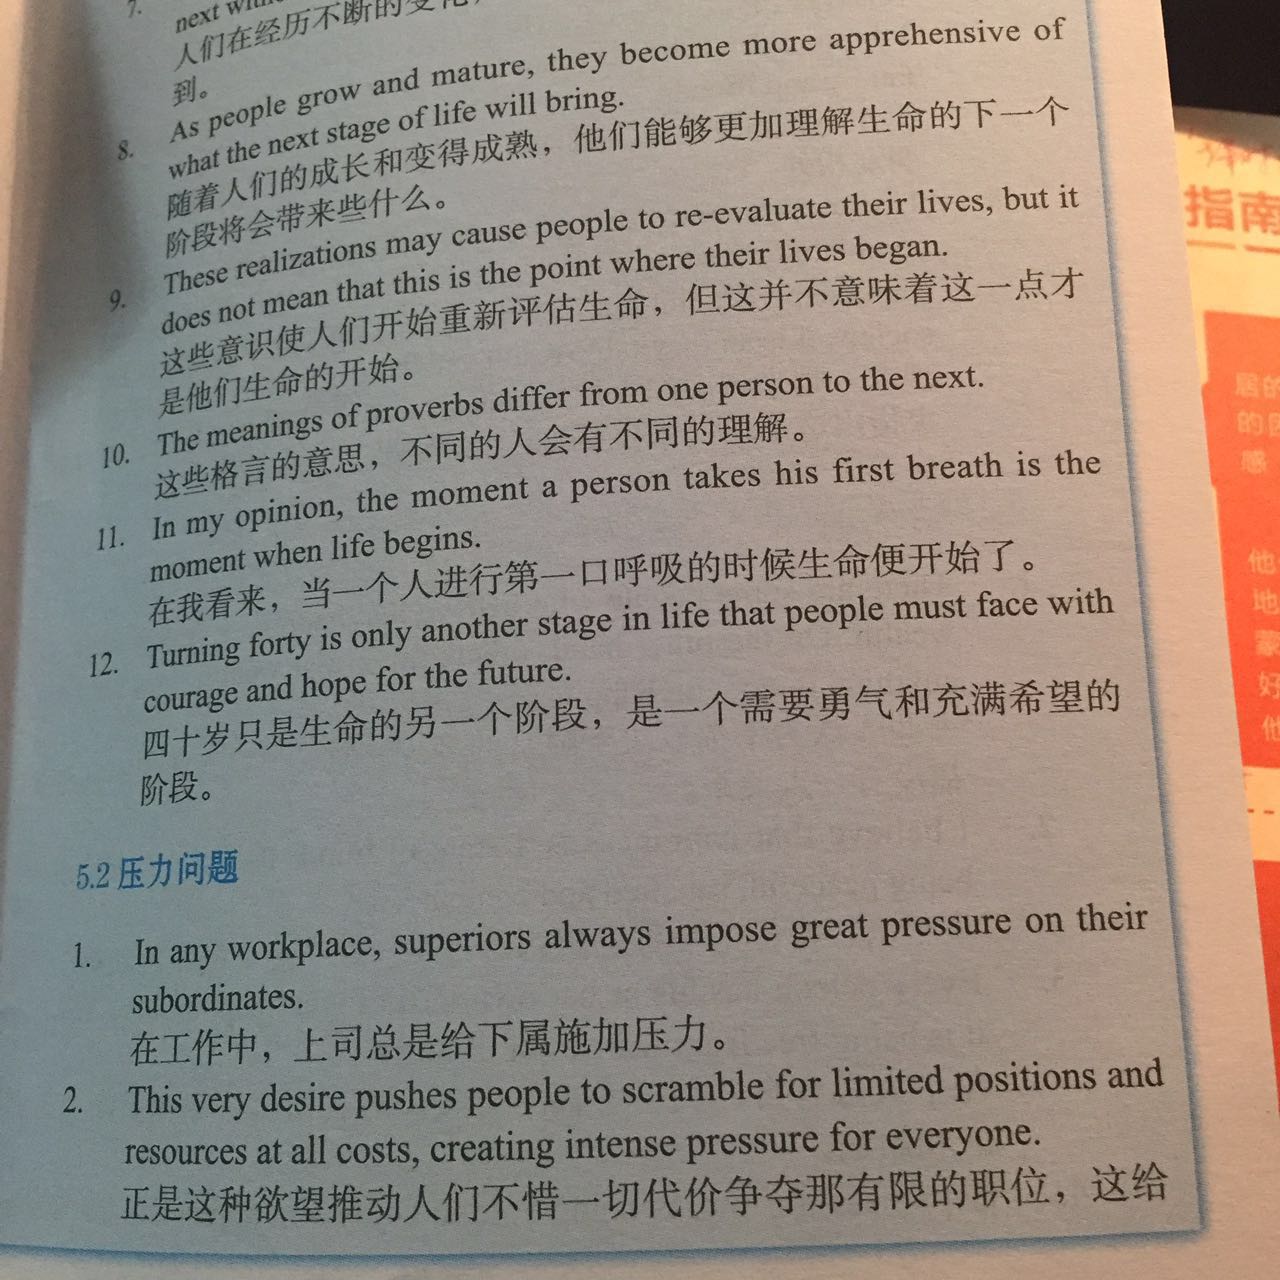 7.
next
人们在经历不断的变化，
到。
8. As people grow and mature, they become more apprehensive of
what the next stage of life will bring.
随着人们的成长和变得成熟，他们能够更加理解生命的下一个
阶段将会带来些什么。
9. These realizations may cause people to re-evaluate their lives, but it
does not mean that this is the point where their lives began.
这些意识使人们开始重新评估生命，但这并不意味着这一点才
是他们生命的开始。
10. The meanings of proverbs differ from one person to the next.
这些格言的意思，不同的人会有不同的理解。
11. In my opinion, the moment a person takes his first breath is the
moment when life begins.
在我看来，当一个人进行第一口呼吸的时候生命便开始了。
12. Turning forty is only another stage in life that people must face with
courage and hope for the future.
四十岁只是生命的另一个阶段，是一个需要勇气和充满希望的
阶段。
5.2 压力问题
1. In any workplace, superiors always impose great pressure on their
subordinates.
在工作中，上司总是给下属施加压力。
2. This very desire pushes people to scramble for limited positions and
resources at all costs, creating intense pressure for everyone.
正是这种欲望推动人们不惜一切代价争夺那有限的职位，这给
指南
居的
的
感
他
地
蒙
好
他